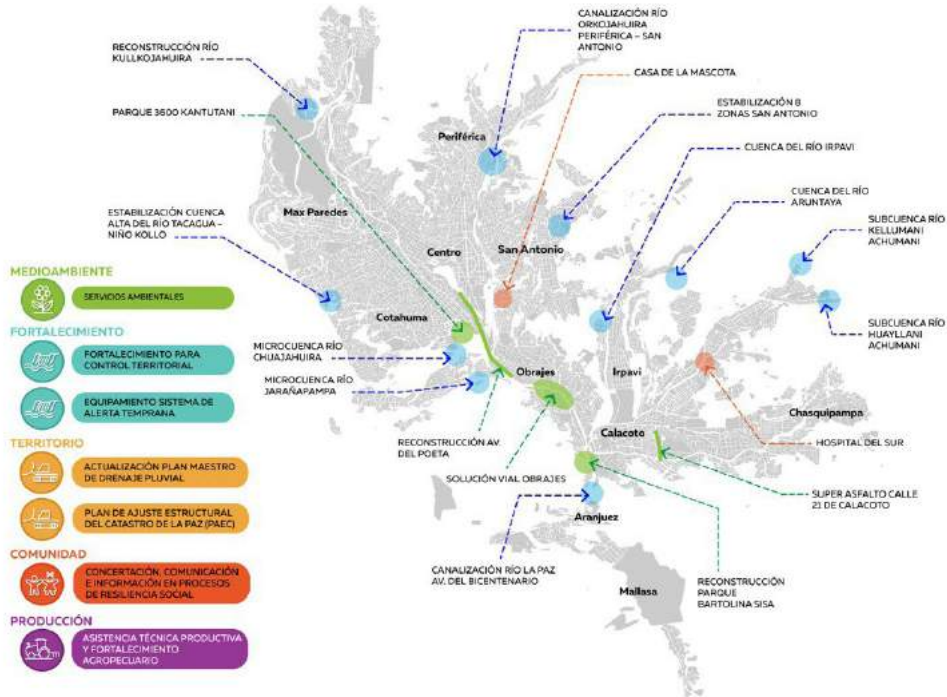 CANALIZACIÓN RÍO
ORKOJAHUIRA
PERIFÉRICA – SAN
ANTONIO
RECONSTRUCCIÓN RÍO
KULLKOJAHUIRA
CASA DE LA MASCOTA
PARQUE 3600 KANTUTANI
ESTABILIZACIÓN 8
ZONAS SAN ANTONIO
Periférica
CUENCA DEL RÍO IRPAVI
CUENCA DEL RÍO
ARUNTAYA
ESTABILIZACIÓN CUENCA
ALTA DEL RÍO TACAGUA –
NIÑO KOLLO
Max Paredes
SUBCUENCA RÍO
KELLUMANI
ACHUMANI
Centro
San Antonio
MEDIOAMBIENTE
SERVICIOS AMBIENTALES
Cotahuma
SUBCUENCA RÍO
HUAYLLANI
ACHUMANI
FORTALECIMIENTO
FORTALECIMIENTO PARA
CONTROL TERRITORIAL
MICROCUENCA RÍO
CHUAJAHUIRA
MICROCUENCA RÍO
JARAÑAPAMPA
Obrajes
Irpavi
EQUIPAMIENTO SISTEMA DE
ALERTA TEMPRANA
Chasquipampa
Calacoto
RECONSTRUCCIÓN AV.
DEL POETA
HOSPITAL DEL SUR
TERRITORIO
ACTUALIZACIÓN PLAN MAESTRO
DE DRENAJE PLUVIAL
SOLUCIÓN VIAL OBRAJES
SUPER ASFALTO CALLE
21 DE CALACOTO
PLAN DE AJUSTE ESTRUCTURAL
DEL CATASTRO DE LA PAZ (PAEC)
Aranjuez
COMUNIDAD
CONCERTACIÓN, COMUNICACIÓN
E INFORMACIÓN EN PROCESOS
DE RESILIENCIA SOCIAL
CANALIZACIÓN RÍO LA PAZ
AV. DEL BICENTENARIO
RECONSTRUCCIÓN
PARQUE
BARTOLINA SISA
Mallasa
PRODUCCIÓN
ASISTENCIA TÉCNICA PRODUCTIVA
Y FORTALECIMIENTO
AGROPECUARIO